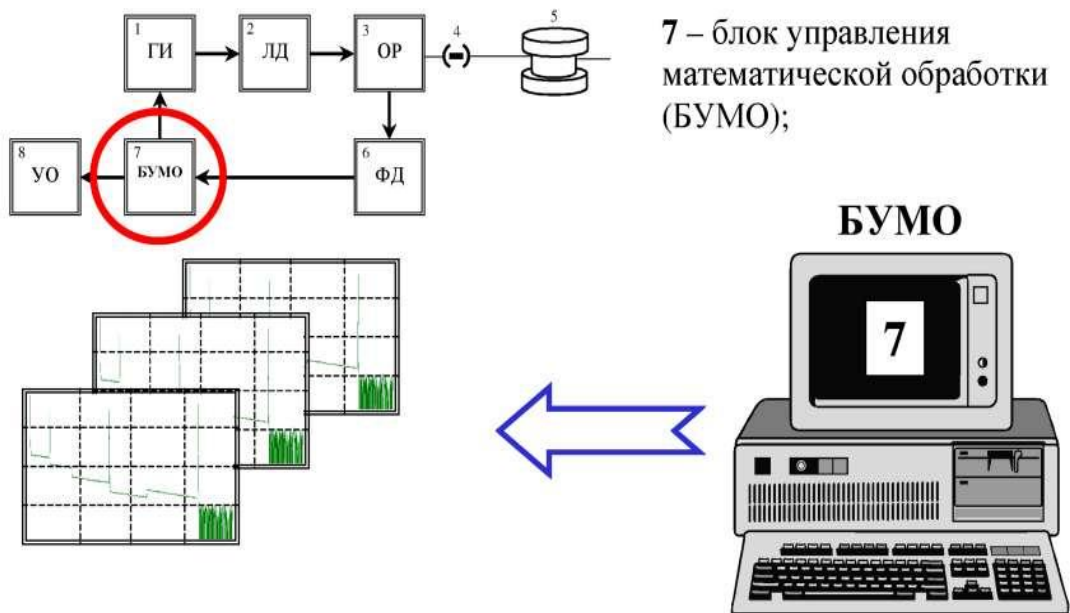 1
ГИ
2
ЛД
3
ОР
4
5
7 – блок управления
математической обработки
(БУМО);
8
УО
7
БУМО
6
ФД
БУМО
7